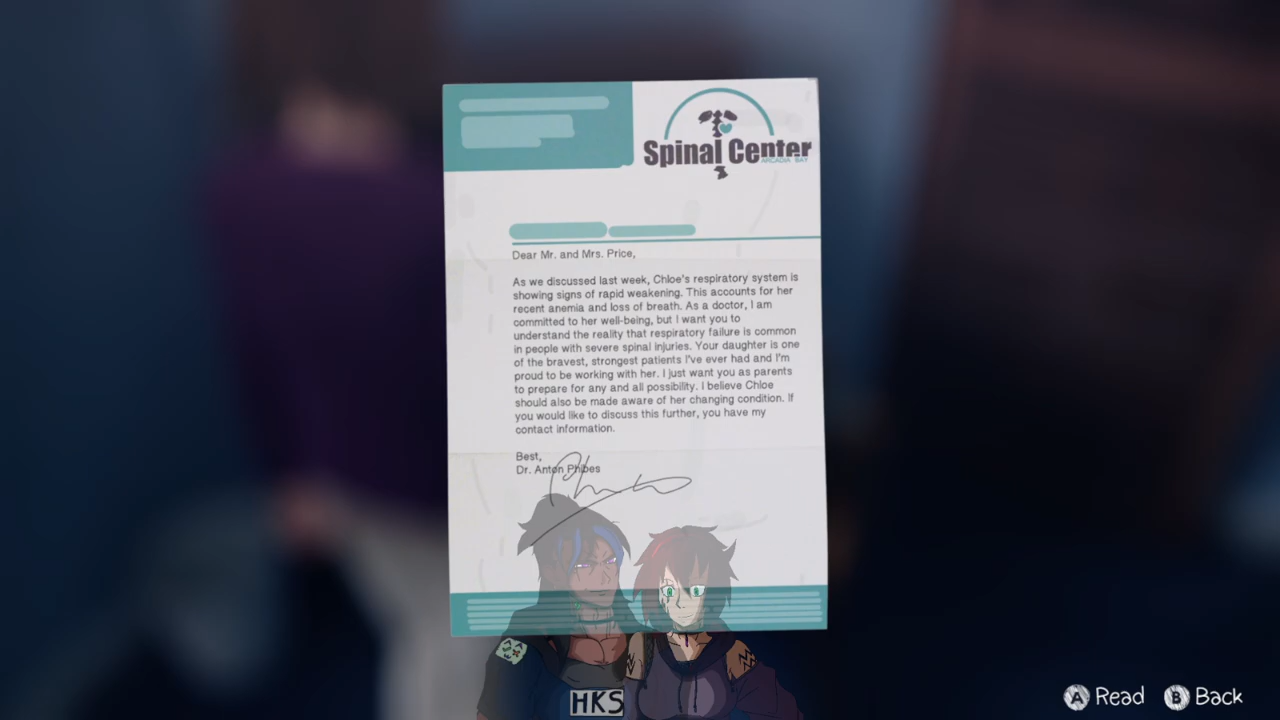 Spinal Center
ARCADIA BAY
Dear Mr. and Mrs. Price,
As we discussed last week, Chloe's respiratory system is
showing signs of rapid weakening. This accounts for her
recent anemia and loss of breath. As a doctor, I am
committed to her well-being, but I want you to
understand the reality that respiratory failure is common
in people with severe spinal injuries. Your daughter is one
of the bravest, strongest patients I've ever had and I'm
proud to be working with her. I just want you as parents
to prepare for any and all possibility. I believe Chloe
should also be made aware of her changing condition. If
you would like to discuss this further, you have my
contact information.
Best,
Dr. Anton Phibes
HKS
A Read B Back